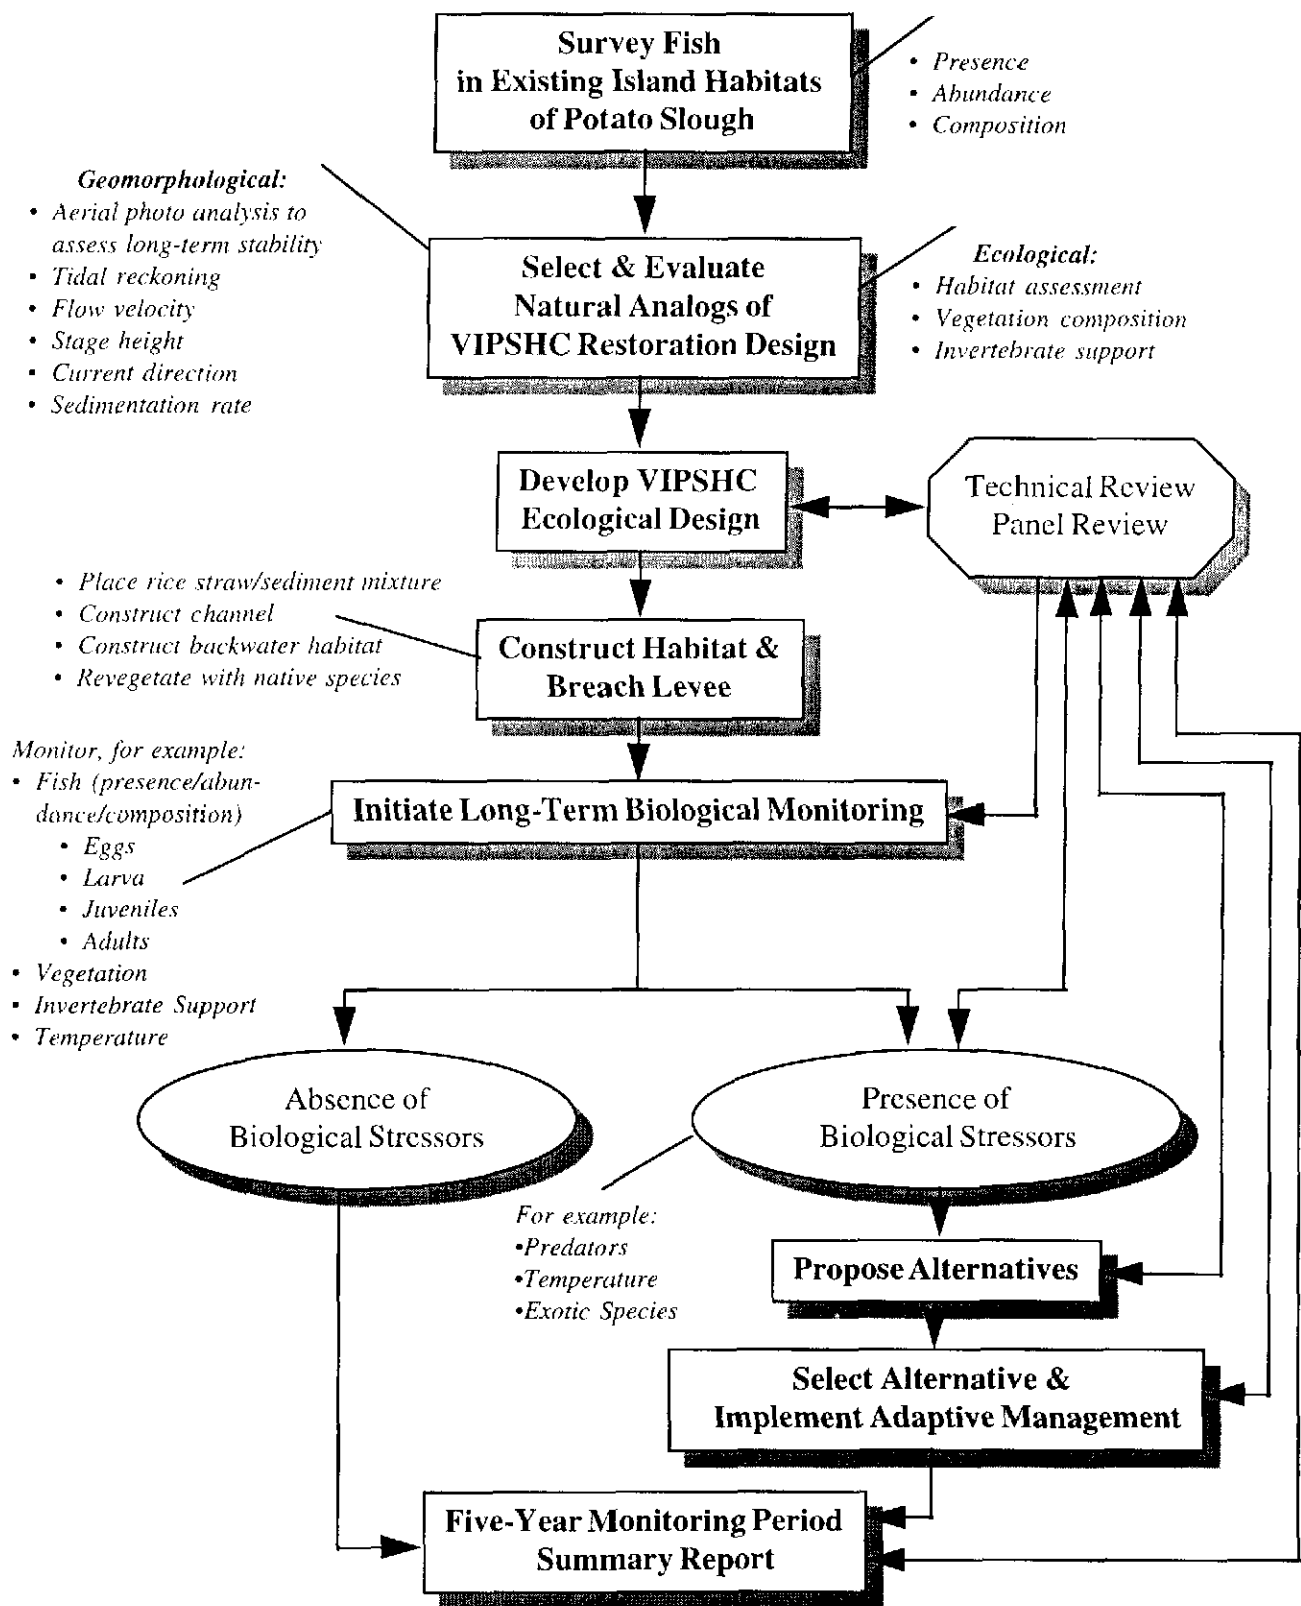 Survey Fish
in Existing Island Habitats
of Potato Slough
• Presence
• Abundance
• Composition
Geomorphological:
• Aerial photo analysis to
assess long-term stability
• Tidal reckoning
• Flow velocity
• Stage height
• Current direction
• Sedimentation rate
Select & Evaluate
Natural Analogs of
VIPSHC Restoration Design
Ecological:
• Habitat assessment
• Vegetation composition
• Invertebrate support
Develop VIPSHC
Ecological Design
Technical Review
Panel Review
• Place rice straw/sediment mixture
• Construct channel
• Construct backwater habitat
• Revegetate with native species
Construct Habitat &
Breach Levee
Monitor, for example:
• Fish (presence/abun-
dance/composition)
• Eggs
• Larva
• Juveniles
• Adults
• Vegetation
• Invertebrate Support
• Temperature
Initiate Long-Term Biological Monitoring
Absence of
Biological Stressors
Presence of
Biological Stressors
For example:
•Predators
•Temperature
•Exotic Species
Propose Alternatives
Select Alternative &
Implement Adaptive Management
Five-Year Monitoring Period
Summary Report